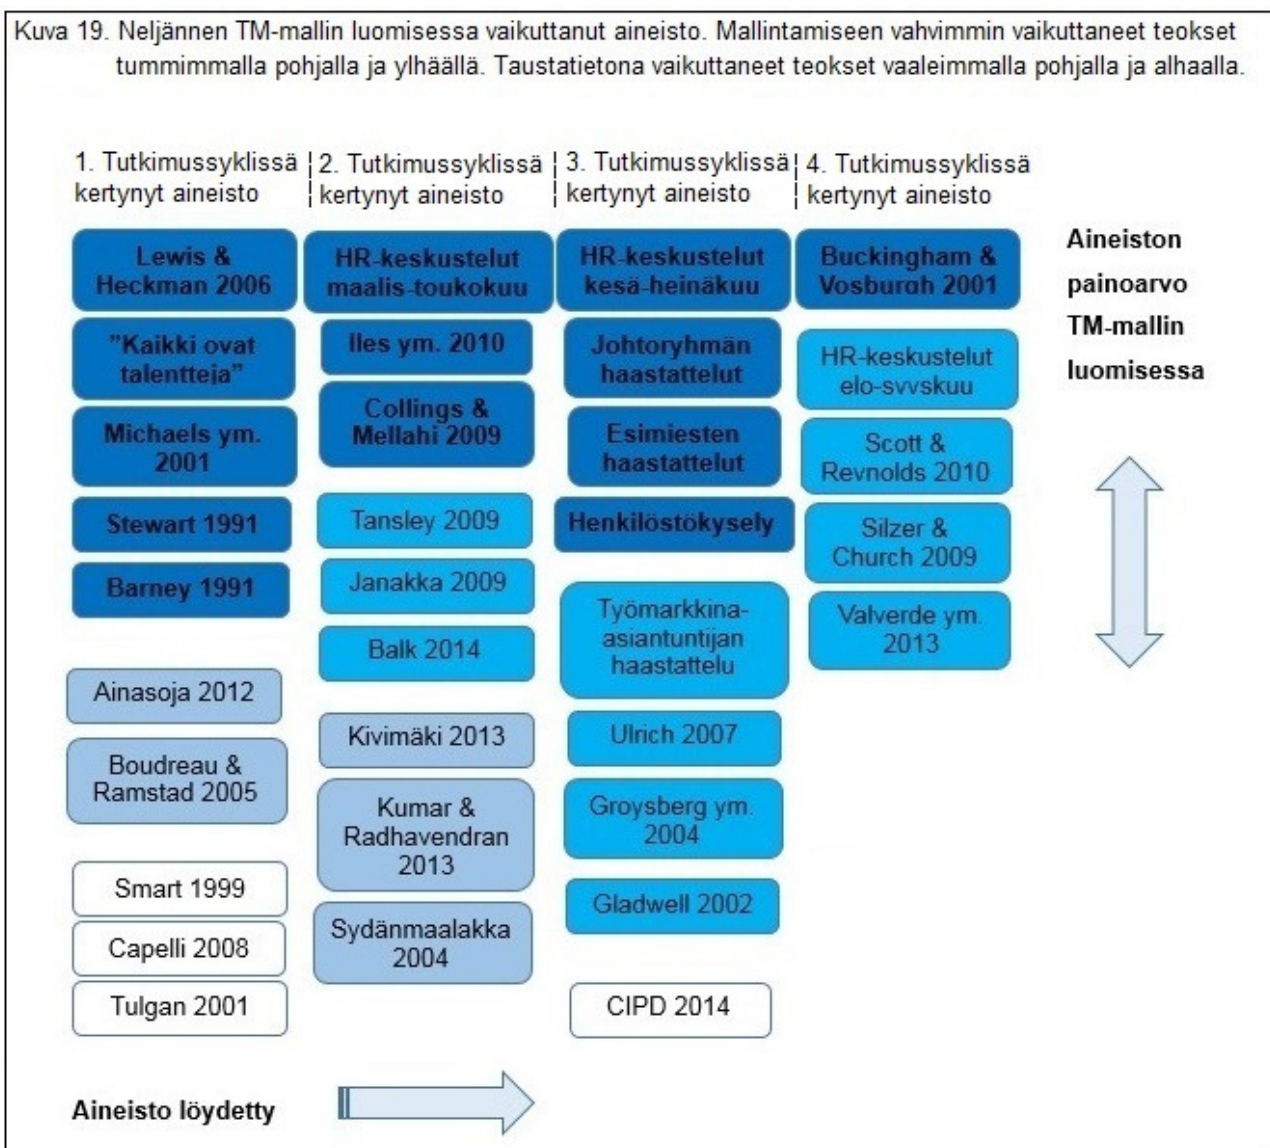 Kuva 19. Neljännen TM-mallin luomisessa vaikuttanut aineisto. Mallintamiseen vahvimmin vaikuttaneet teokset
tummimmalla pohjalla ja ylhäällä. Taustatietona vaikuttaneet teokset vaaleimmalla pohjalla ja alhaalla.
1. Tutkimussyklissä
kertynyt aineisto
2. Tutkimussyklissä
kertynyt aineisto
3. Tutkimussyklissä
kertynyt aineisto
4. Tutkimussyklissä
kertynyt aineisto
Lewis &
Heckman 2006
"Kaikki ovat
talentteja”
Michaels ym.
2001
Stewart 1991
Barney 1991
Ainasoja 2012
Boudreau &
Ramstad 2005
Smart 1999
Capelli 2008
Tulgan 2001
HR-keskustelut
maalis-toukokuu
Iles ym. 2010
Collings &
Mellahi 2009
Tansley 2009
Janakka 2009
Balk 2014
Kivimäki 2013
Kumar &
Radhavendran
2013
Sydänmaalakka
2004
HR-keskustelut
kesä-heinäkuu
Johtoryhmän
haastattelut
Esimiesten
haastattelut
Henkilöstökysely
Työmarkkina-
asiantuntijan
haastattelu
Ulrich 2007
Groysberg ym.
2004
Gladwell 2002
CIPD 2014
Buckingham &
Vosburgh 2001
HR-keskustelut
elo-syyskuu
Scott &
Reynolds 2010
Silzer &
Church 2009
Valverde ym.
2013
Aineiston
painoarvo
TM-mallin
luomisessa
Aineisto löydetty